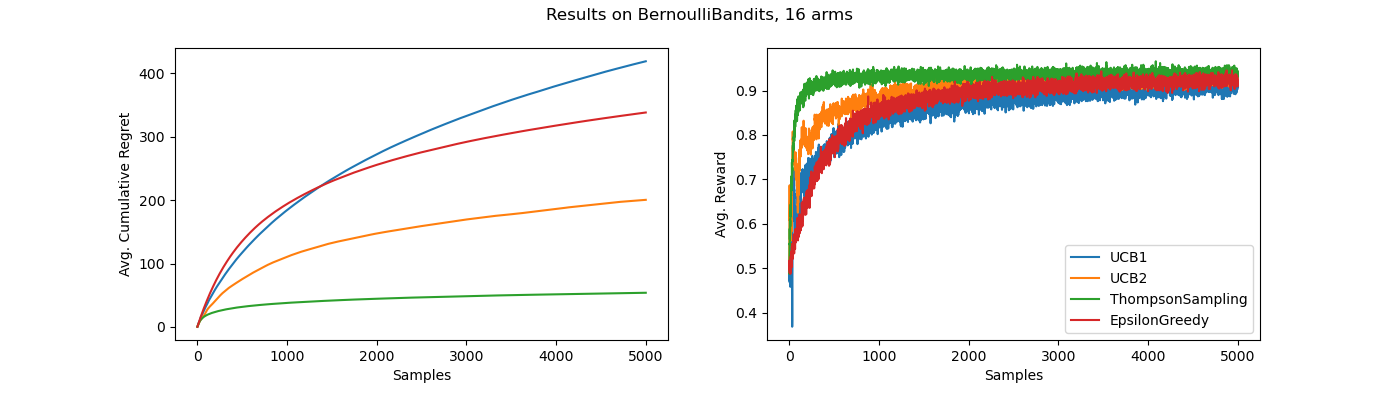 Results on BernoulliBandits, 16 arms
Avg. Cumulative Regret
400
300
200
100
0
0 1000 2000 3000 4000 5000
Samples
Avg. Reward
0.9
0.8
0.7
0.6
0.5
0.4
UCB1
UCB2
ThompsonSampling
EpsilonGreedy
0 1000 2000 3000 4000 5000
Samples